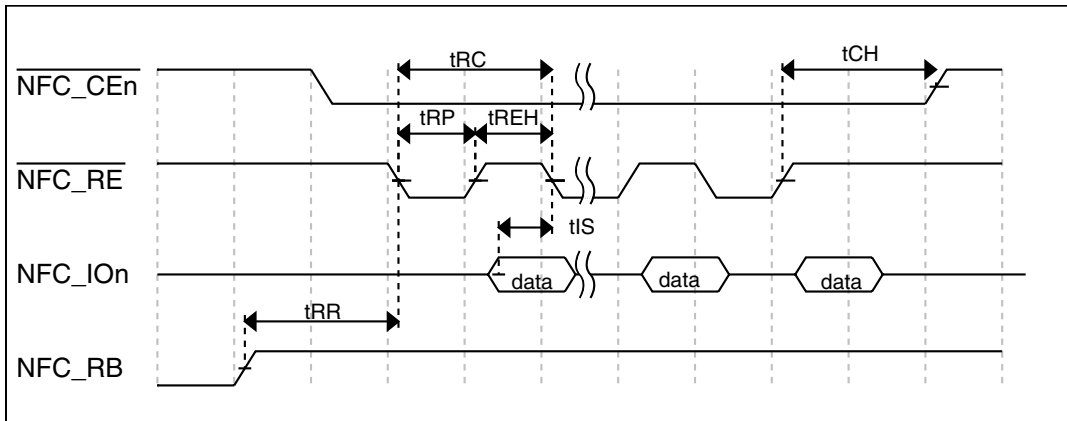 tRC
tCH
NFC_CEn
tRP
tREH
NFC_RE
tIS
NFC_IOn
data
data
data
tRR
NFC_RB